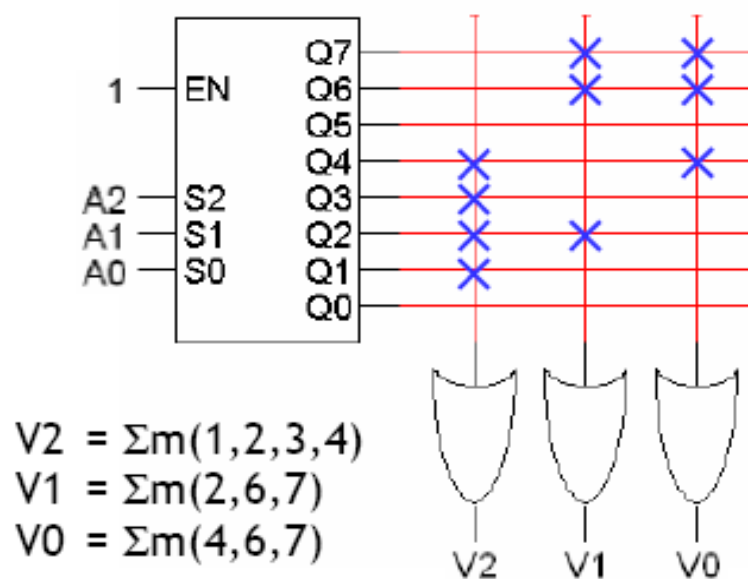 Q7
1 EN Q6
Q5
Q4
A2 S2 Q3
A1 S1 Q2
A0 S0 Q1
Q0
V2 = Σm(1,2,3,4)
V1 = Σm(2,6,7)
V0 = Σm(4,6,7)
V2 V1 V0